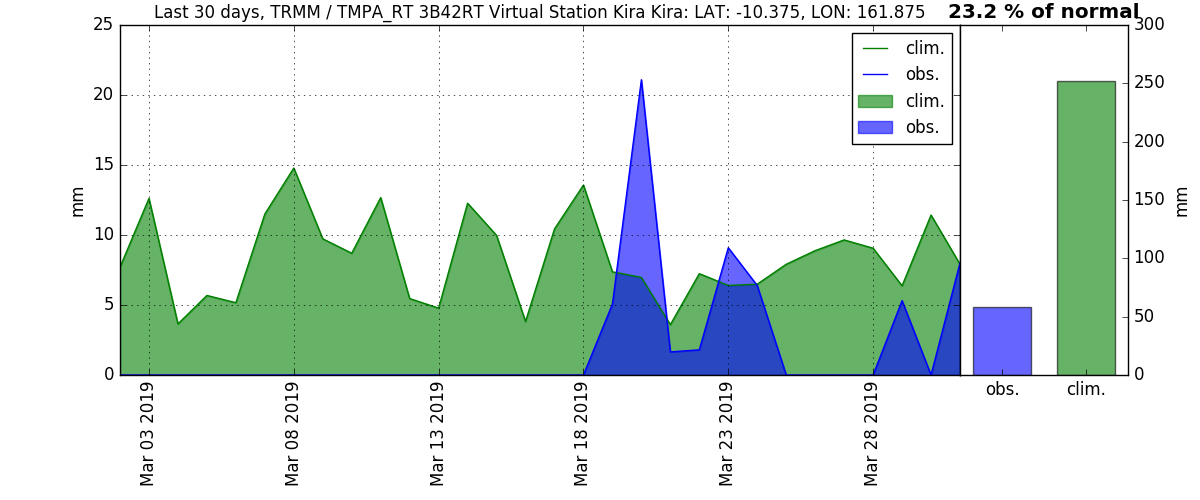 Last 30 days, TRMM / TMPA_RT 3B42RT Virtual Station Kira Kira: LAT: -10.375, LON: 161.875
23.2 % of normal
25
20
15
10
5
0
mm
clim.
obs.
clim.
obs.
300
250
200
150
100
50
0
mm
Mar 03 2019
Mar 08 2019
Mar 13 2019
Mar 18 2019
Mar 23 2019
Mar 28 2019
obs.
clim.